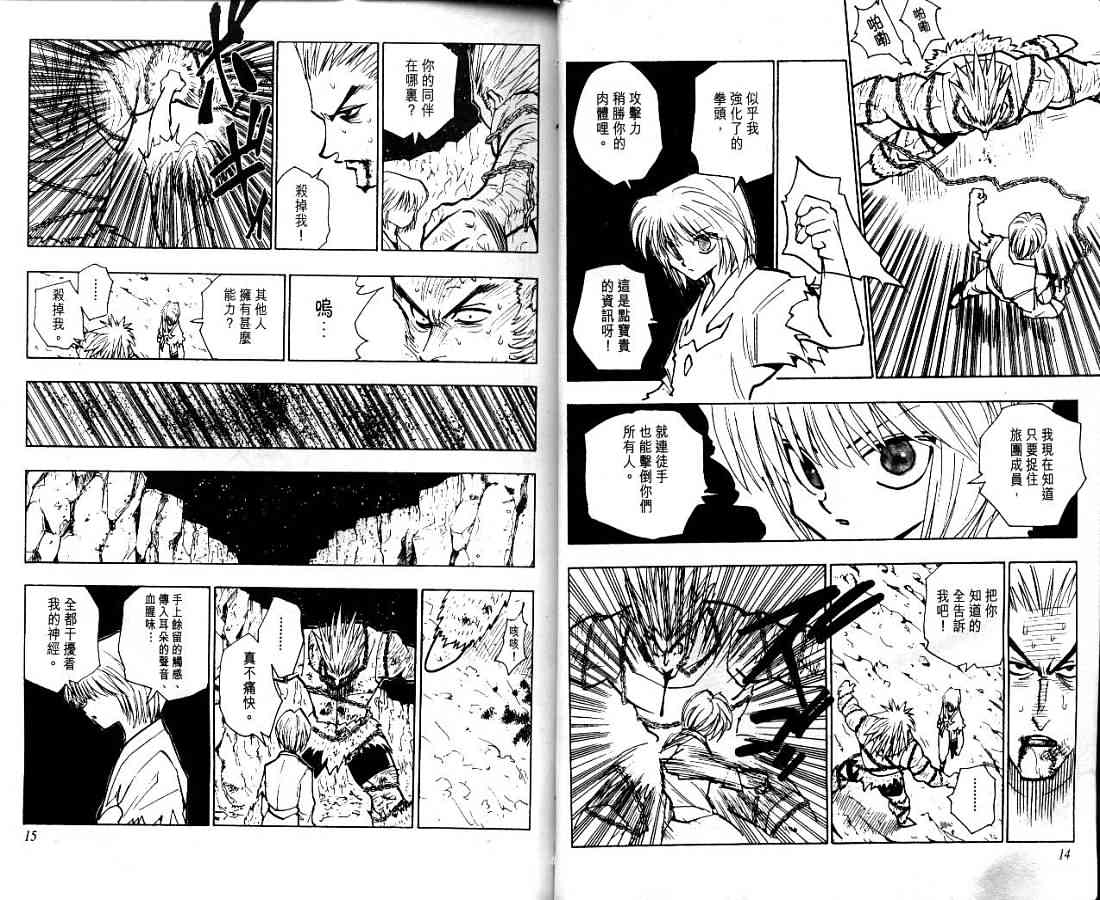 啪嘞
啪嘞
似乎我
強化了的
拳頭，
攻擊力
稍勝你的
肉體哩。
這是點寶貴
的資訊呀！
我現在知道
只要捉住
旅團成員，
就連徒手
也能擊倒你們
所有人。
把你
知道的
全告訴
我吧！
……
14
你的同伴
在哪裏？
殺掉我！
嗚…
其他人
擁有甚麼
能力？
……
殺掉我。
咳咳！
……
真不痛快。
手上餘留的觸感、
傳入耳朵的聲音、
血腥味…
全都干擾着
我的神經。
15